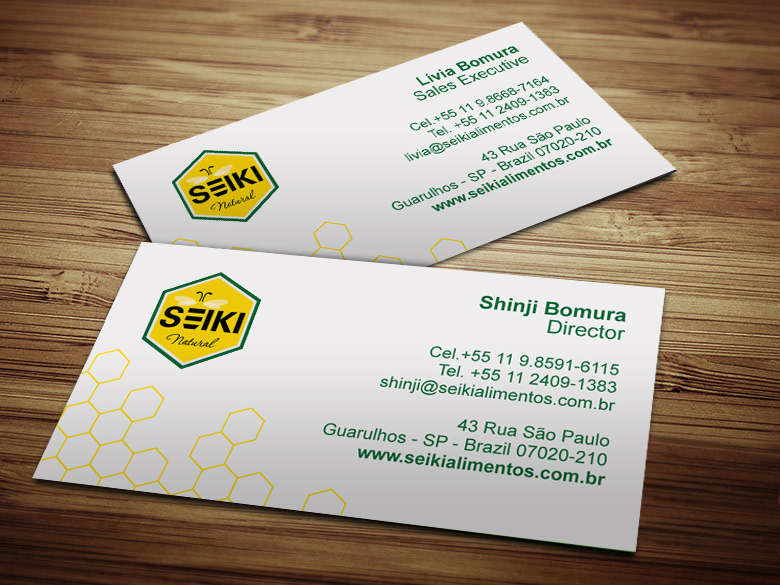 Livia Bomura
Sales Executive
Cel.+55 11 9.8668-7164
Tel. +55 11 2409-1383
livia@seikialimentos.com.br
43 Rua São Paulo
Guarulhos - SP - Brazil 07020-210
www.seikialimentos.com.br
SEIKI
Natural
Shinji Bomura
Director
Cel.+55 11 9.8591-6115
Tel. +55 11 2409-1383
shinji@seikialimentos.com.br
43 Rua São Paulo
Guarulhos - SP - Brazil 07020-210
www.seikialimentos.com.br
SEIKI
Natural